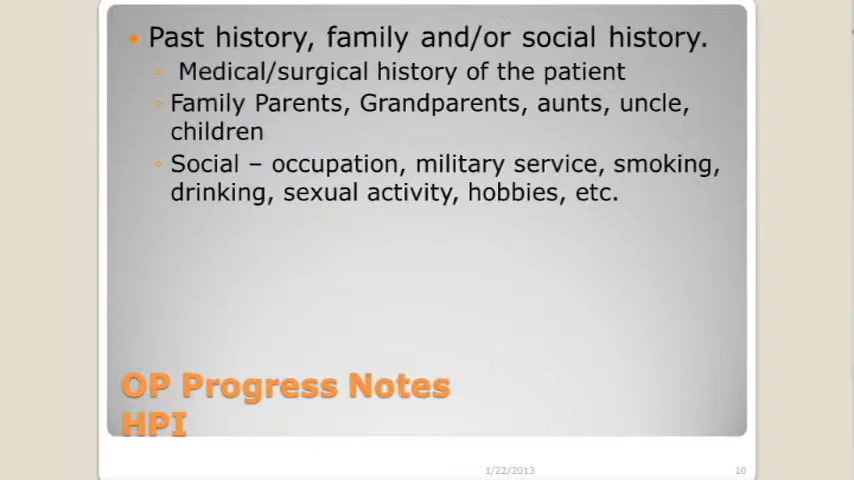 Past history, family and/or social history.
Medical/surgical history of the patient
Family Parents, Grandparents, aunts, uncle,
children
Social – occupation, military service, smoking,
drinking, sexual activity, hobbies, etc.
OP Progress Notes
HPI
1/22/2013
10